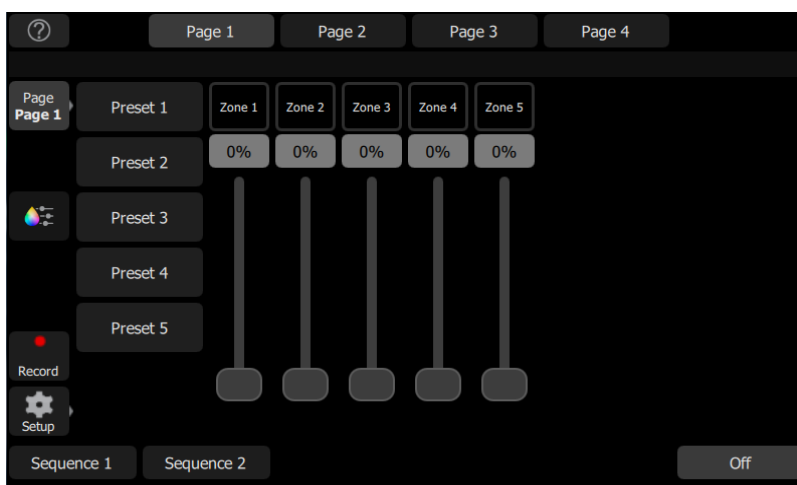 Page 1
Page 2
Page 3
Page 4
Page
Page 1
Preset 1
Zone 1
Zone 2
Zone 3
Zone 4
Zone 5
0%
0%
0%
0%
0%
Preset 2
Preset 3
Preset 4
Preset 5
Record
Setup
Sequence 1
Sequence 2
Off